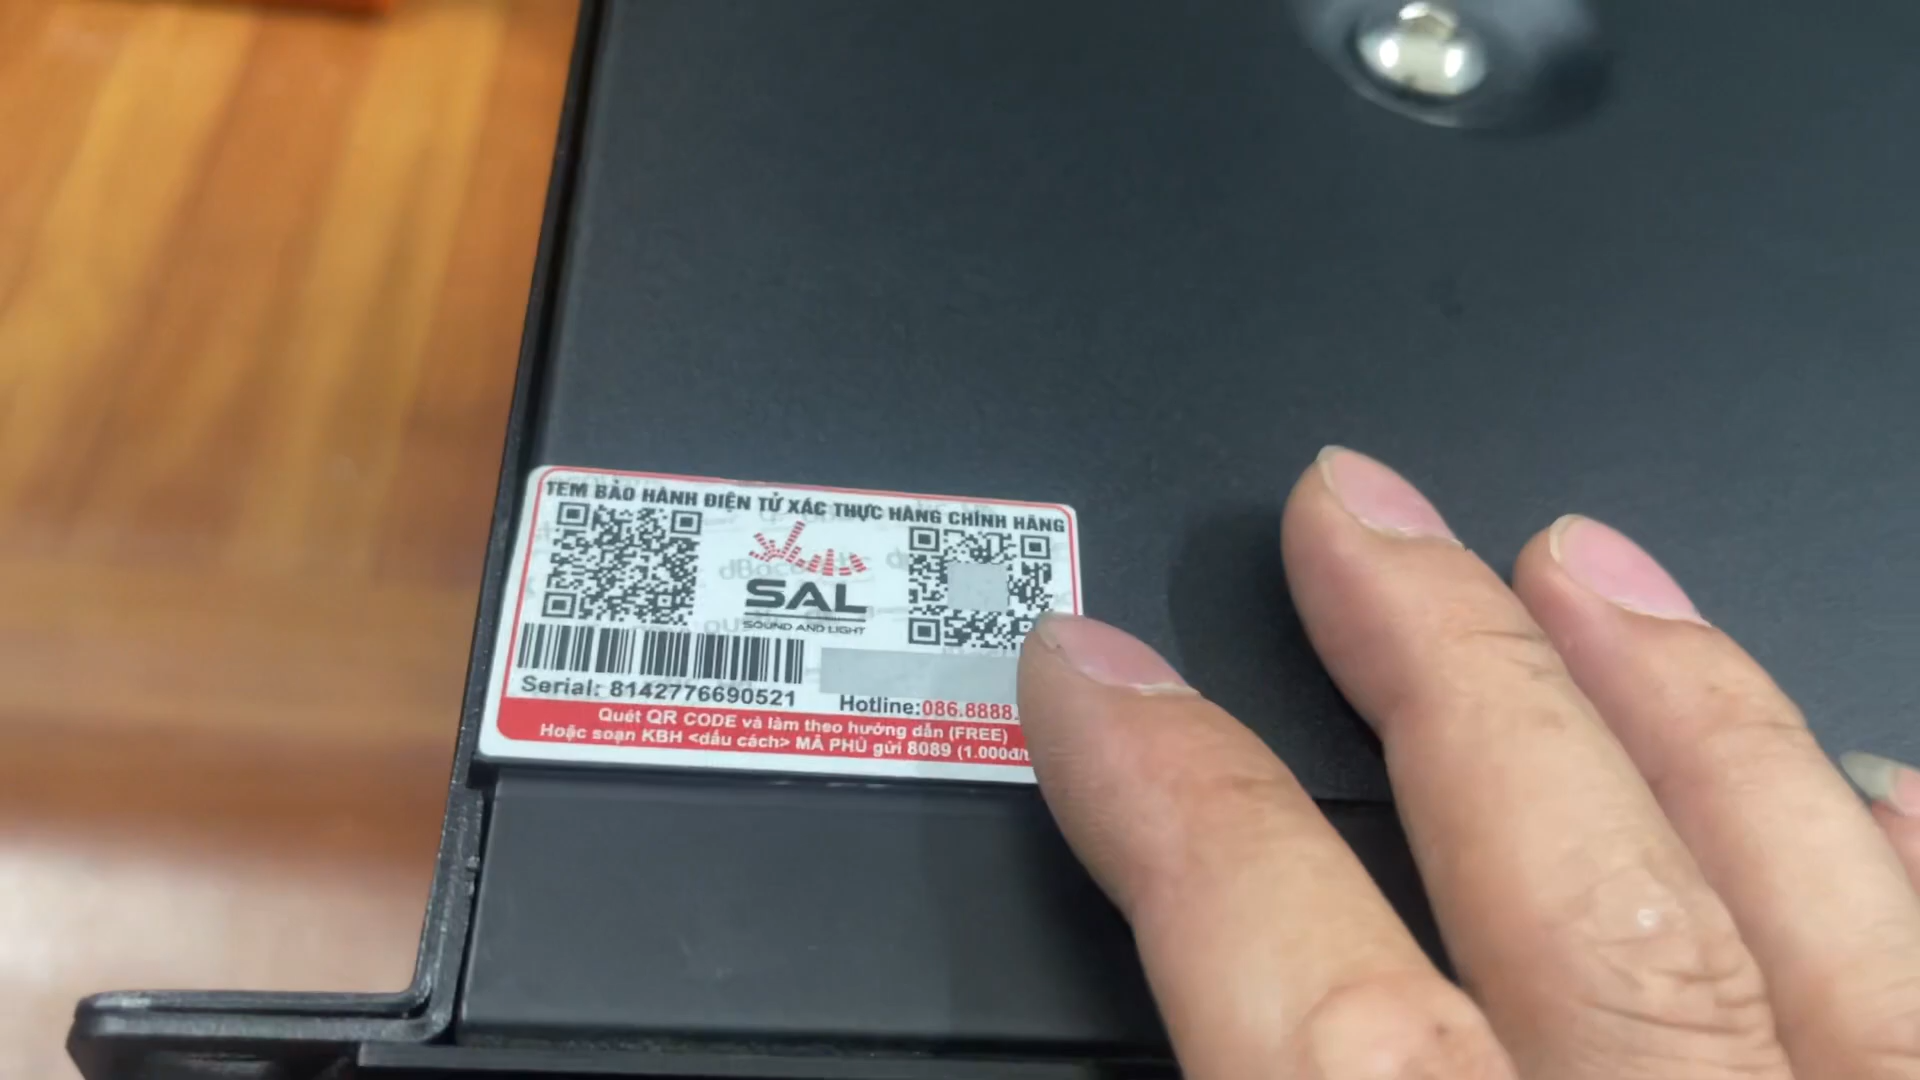 TEM BẢO HÀNH ĐIỆN TỬ XÁC THỰC HÀNG CHÍNH HÃNG
SAL
SOUND AND LIGHT
Serial: 8142776690521
Hotline:086.8888.
Quét QR CODE và làm theo hướng dẫn (FREE)
Hoặc soạn KBH <dấu cách> MÃ PHỦ gửi 8089 (1.000đ/t